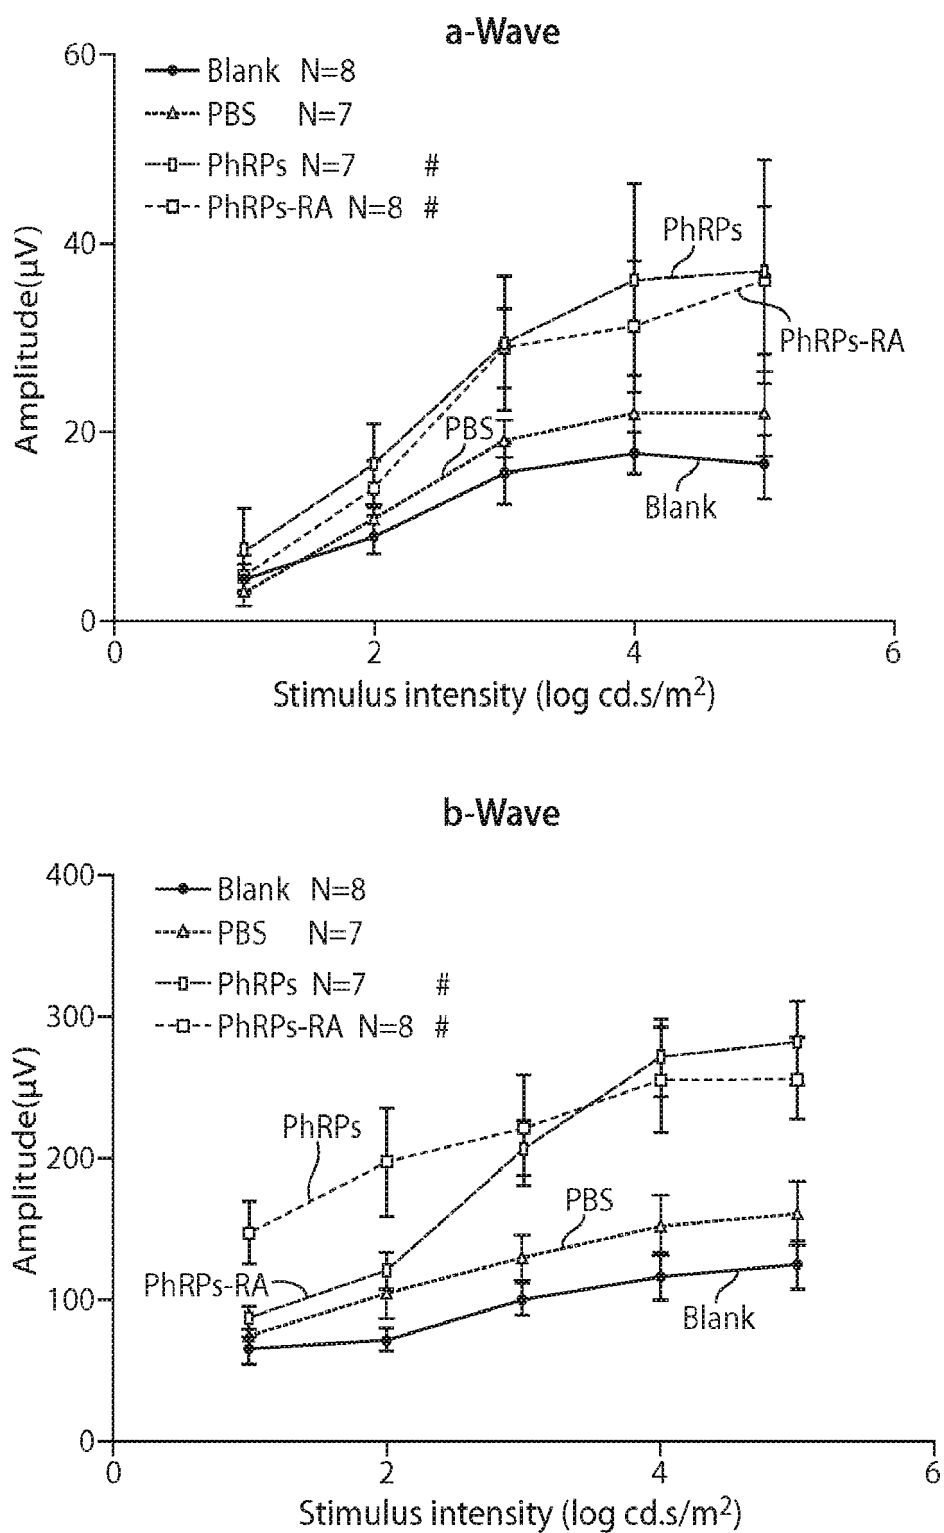 a-Wave
60
Blank N=8
PBS N=7
PhRPs N=7 #
PhRPs-RA N=8 #
40
PhRPs
PhRPs-RA
Amplitude(µV)
20
PBS
Blank
0
0 2 4 6
Stimulus intensity (log cd.s/m²)
b-Wave
400
Blank N=8
PBS N=7
PhRPs N=7 #
300
PhRPs-RA N=8 #
Amplitude(µV)
PhRPs
200
PBS
PhRPs-RA
100
Blank
0
0 2 4 6
Stimulus intensity (log cd.s/m²)